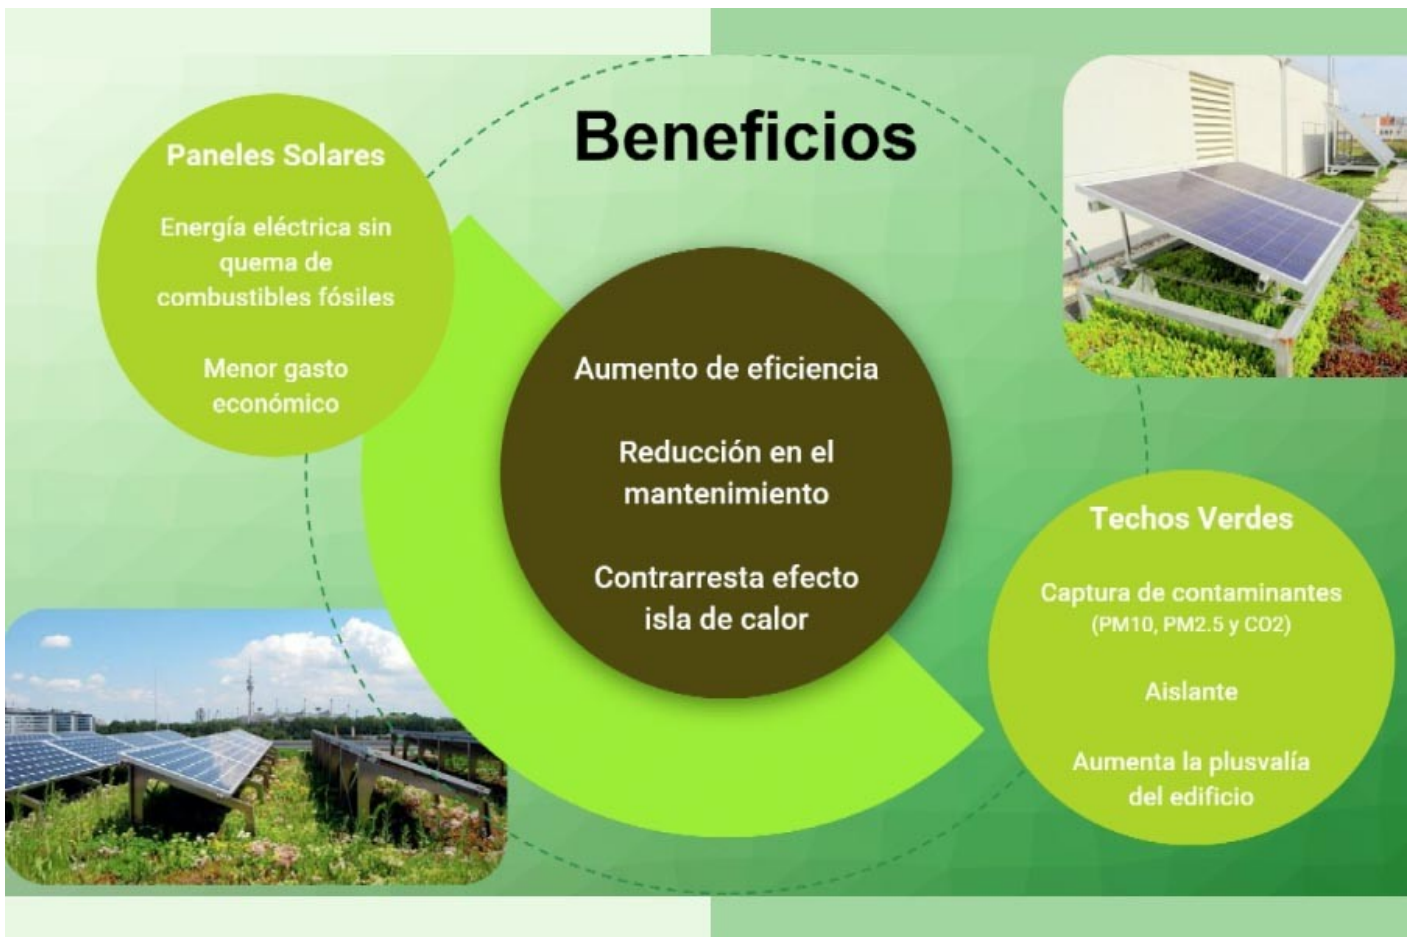 Beneficios
Paneles Solares
Energía eléctrica sin
quema de
combustibles fósiles
Menor gasto
económico
Aumento de eficiencia
Reducción en el
mantenimiento
Contrarresta efecto
isla de calor
Techos Verdes
Captura de contaminantes
(PM10, PM2.5 y CO2)
Aislante
Aumenta la plusvalía
del edificio